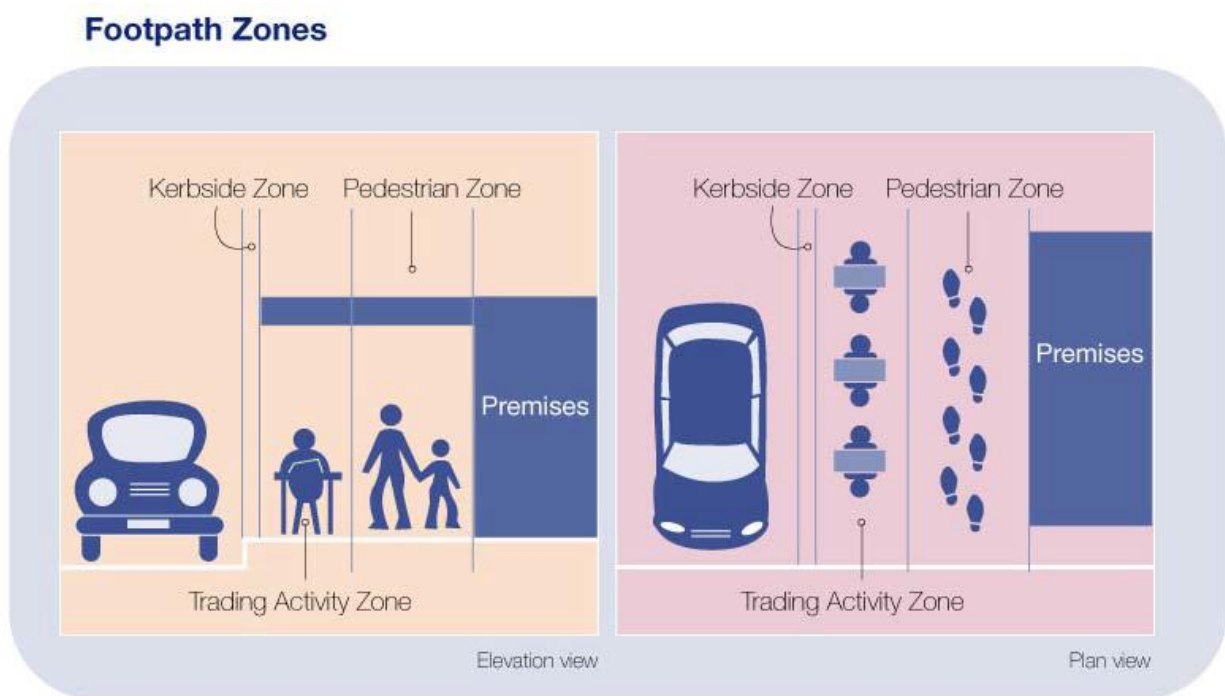 Footpath Zones
Kerbside Zone
Pedestrian Zone
Premises
Trading Activity Zone
Elevation view
Kerbside Zone
Pedestrian Zone
Premises
Trading Activity Zone
Plan view